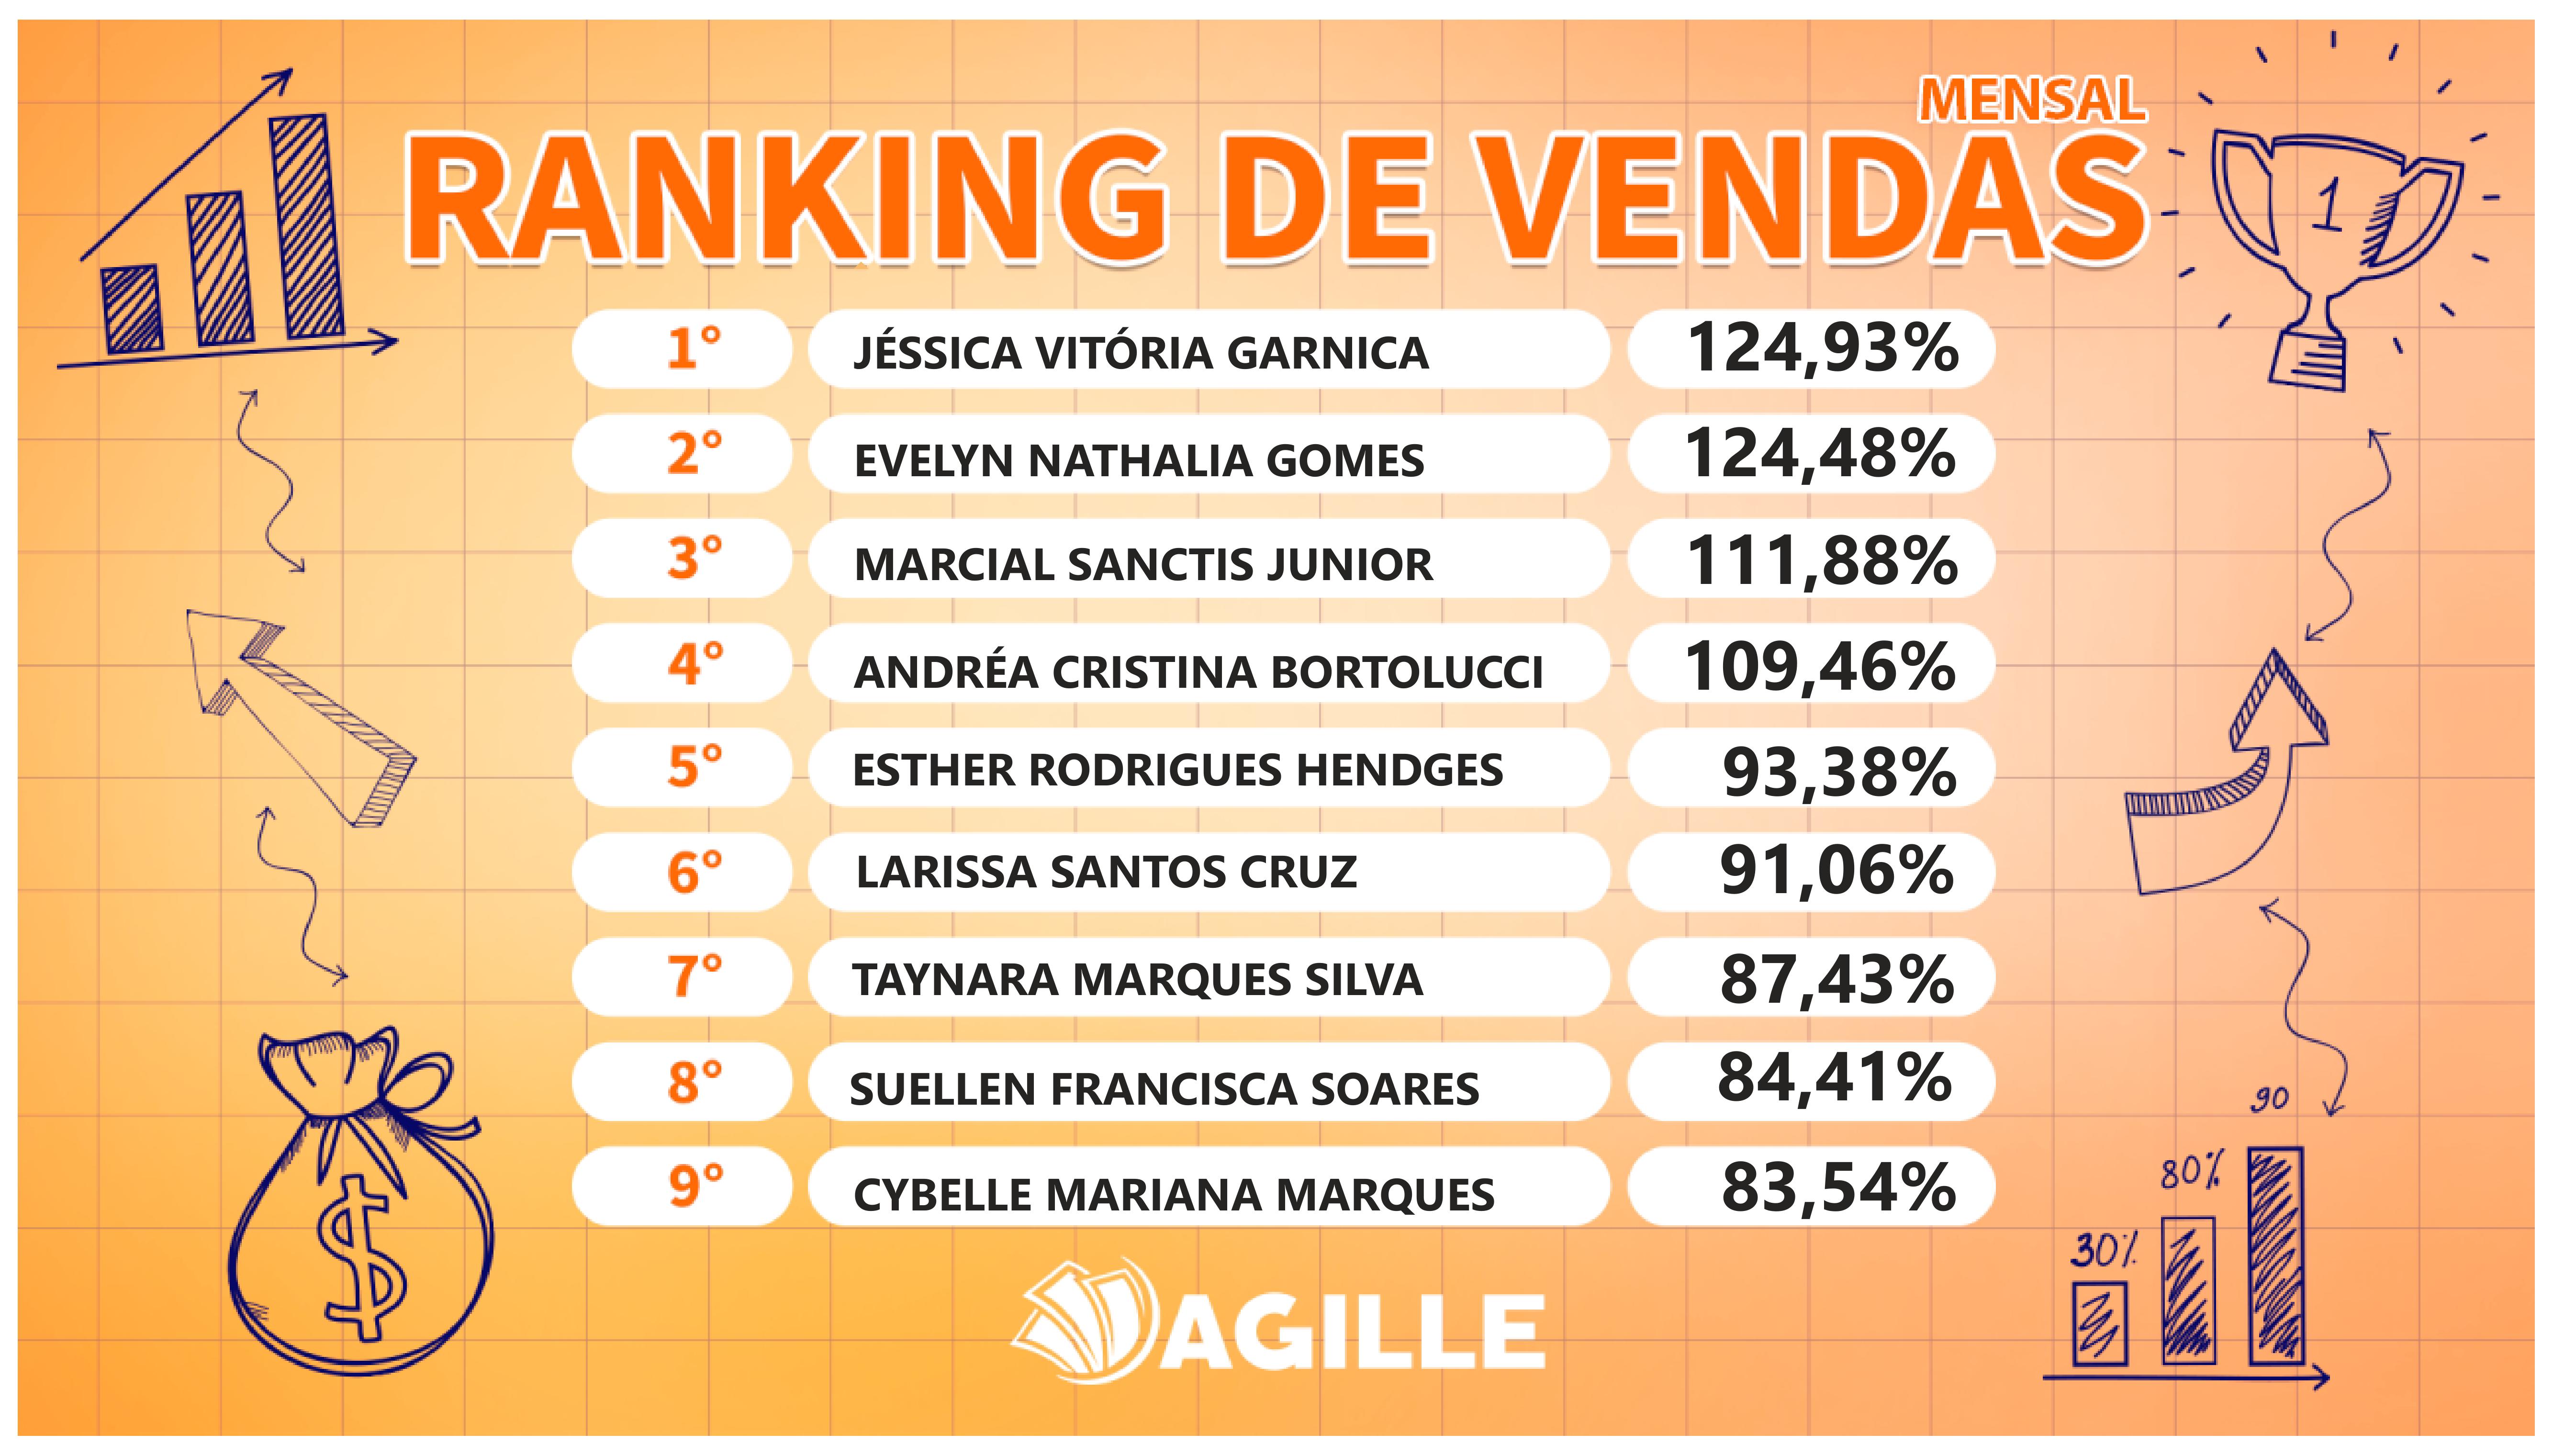 MENSAL
RANKING DE VENDAS
1
1° JÉSSICA VITÓRIA GARNICA 124,93%
2° EVELYN NATHALIA GOMES 124,48%
3° MARCIAL SANCTIS JUNIOR 111,88%
4° ANDRÉA CRISTINA BORTOLUCCI 109,46%
5° ESTHER RODRIGUES HENDGES 93,38%
6° LARISSA SANTOS CRUZ 91,06%
7° TAYNARA MARQUES SILVA 87,43%
8° SUELLEN FRANCISCA SOARES 84,41%
9° CYBELLE MARIANA MARQUES 83,54%
$
90
80%
30%
AGILLE